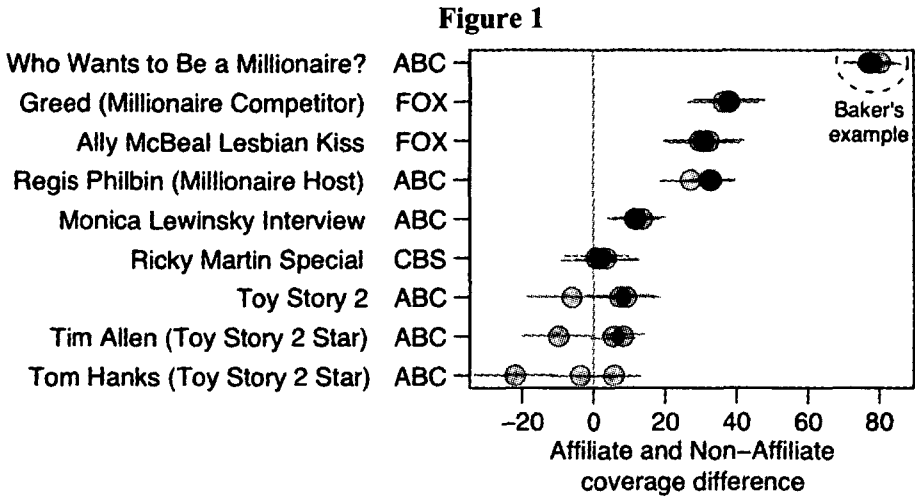 Figure 1
Who Wants to Be a Millionaire? ABC
Greed (Millionaire Competitor) FOX
Baker's
Ally McBeal Lesbian Kiss FOX
example
Regis Philbin (Millionaire Host) ABC
Monica Lewinsky Interview ABC
Ricky Martin Special CBS
Toy Story 2 ABC
Tim Allen (Toy Story 2 Star) ABC
Tom Hanks (Toy Story 2 Star) ABC
−20 0 20 40 60 80
Affiliate and Non−Affiliate
coverage difference